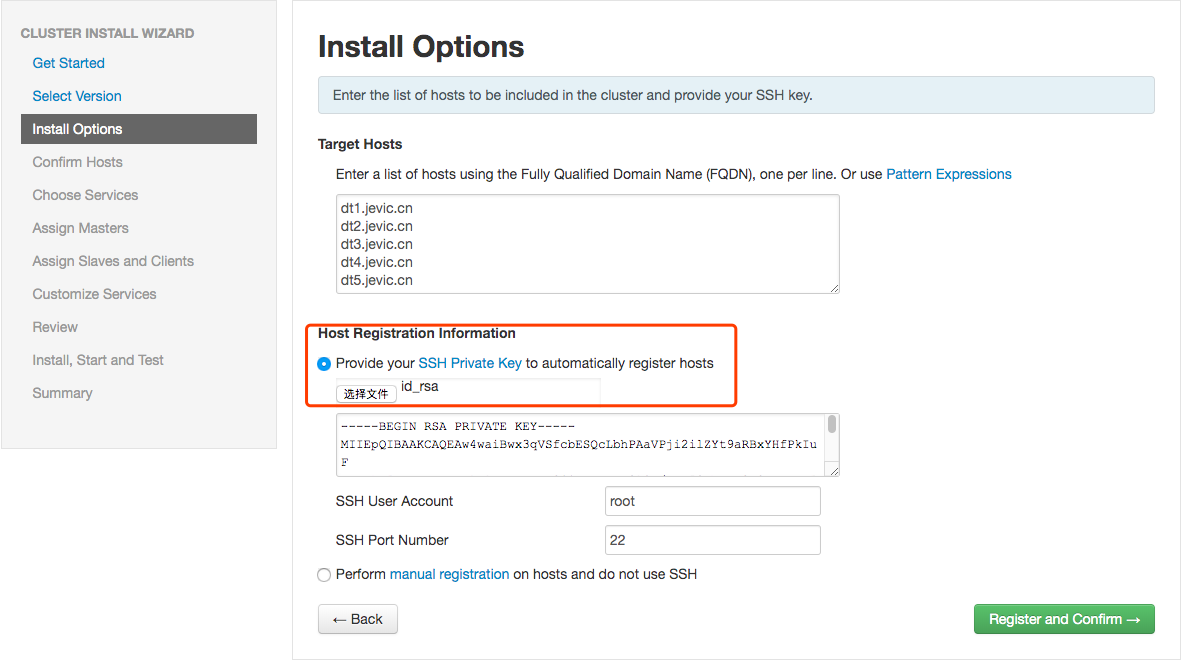 CLUSTER INSTALL WIZARD
Get Started
Select Version
Install Options
Confirm Hosts
Choose Services
Assign Masters
Assign Slaves and Clients
Customize Services
Review
Install, Start and Test
Summary
Install Options
Enter the list of hosts to be included in the cluster and provide your SSH key.
Target Hosts
Enter a list of hosts using the Fully Qualified Domain Name (FQDN), one per line. Or use Pattern Expressions
dt1.jevic.cn
dt2.jevic.cn
dt3.jevic.cn
dt4.jevic.cn
dt5.jevic.cn
Host Registration Information
Provide your SSH Private Key to automatically register hosts
选择文件 id_rsa
-----BEGIN RSA PRIVATE KEY-----
MIIEpQIBAAKCAQEAw4waiBwx3qVSfcbESQcLbhPAaVPji2ilZYt9aRBxYHfPkIu
F
SSH User Account root
SSH Port Number 22
Perform manual registration on hosts and do not use SSH
← Back
Register and Confirm →